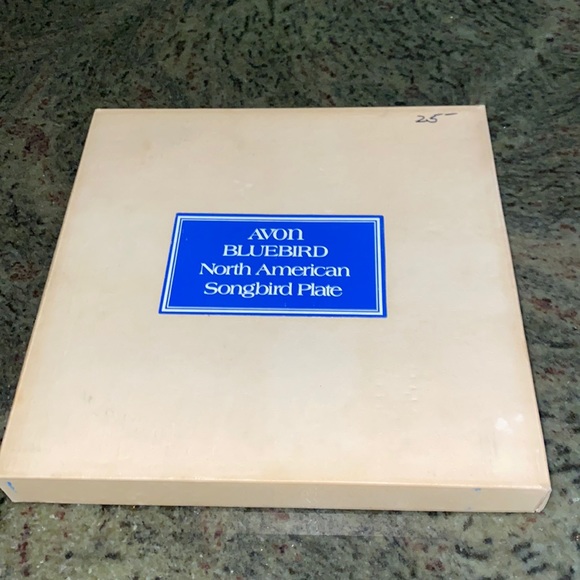 25-
AVON
BLUEBIRD
North American
Songbird Plate